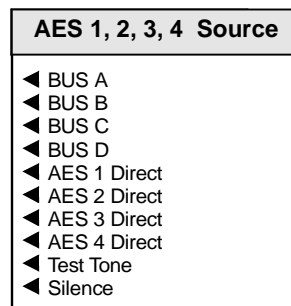 AES 1, 2, 3, 4 Source
BUS A
BUS B
BUS C
BUS D
AES 1 Direct
AES 2 Direct
AES 3 Direct
AES 4 Direct
Test Tone
Silence